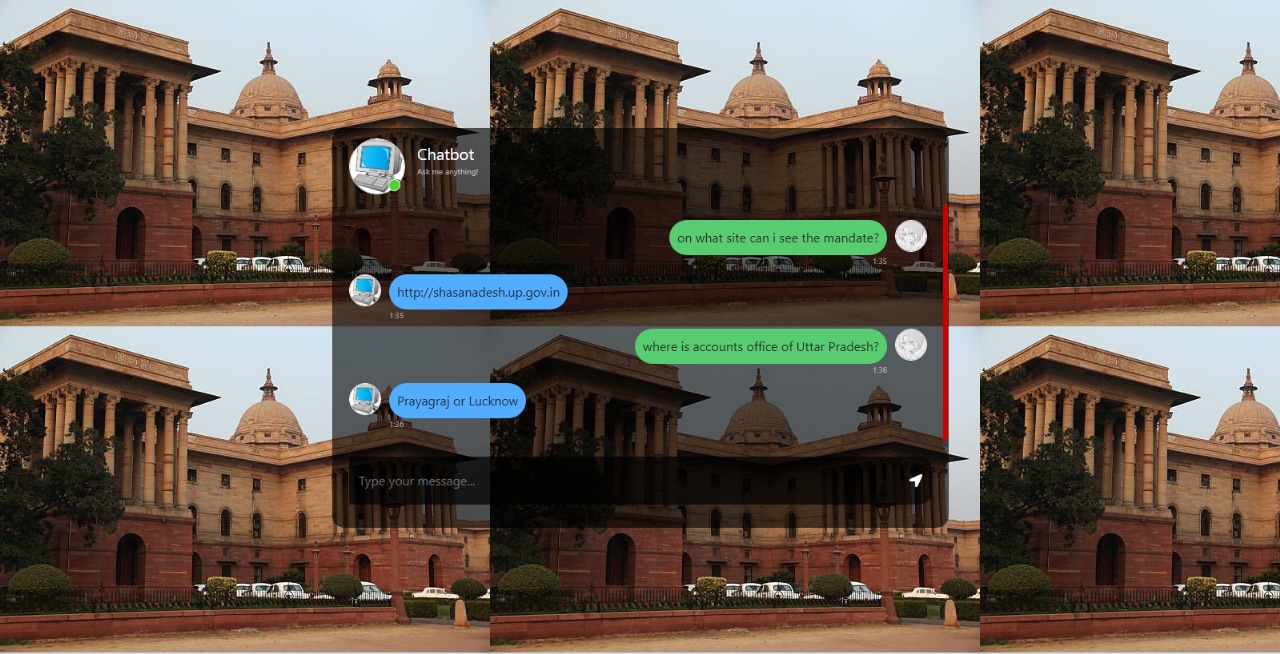 Chatbot
Ask me anything!
on what site can i see the mandate?
1:35
http://shasanadesh.up.gov.in
1:35
where is accounts office of Uttar Pradesh?
1:36
Prayagraj or Lucknow
1:36
Type your message...